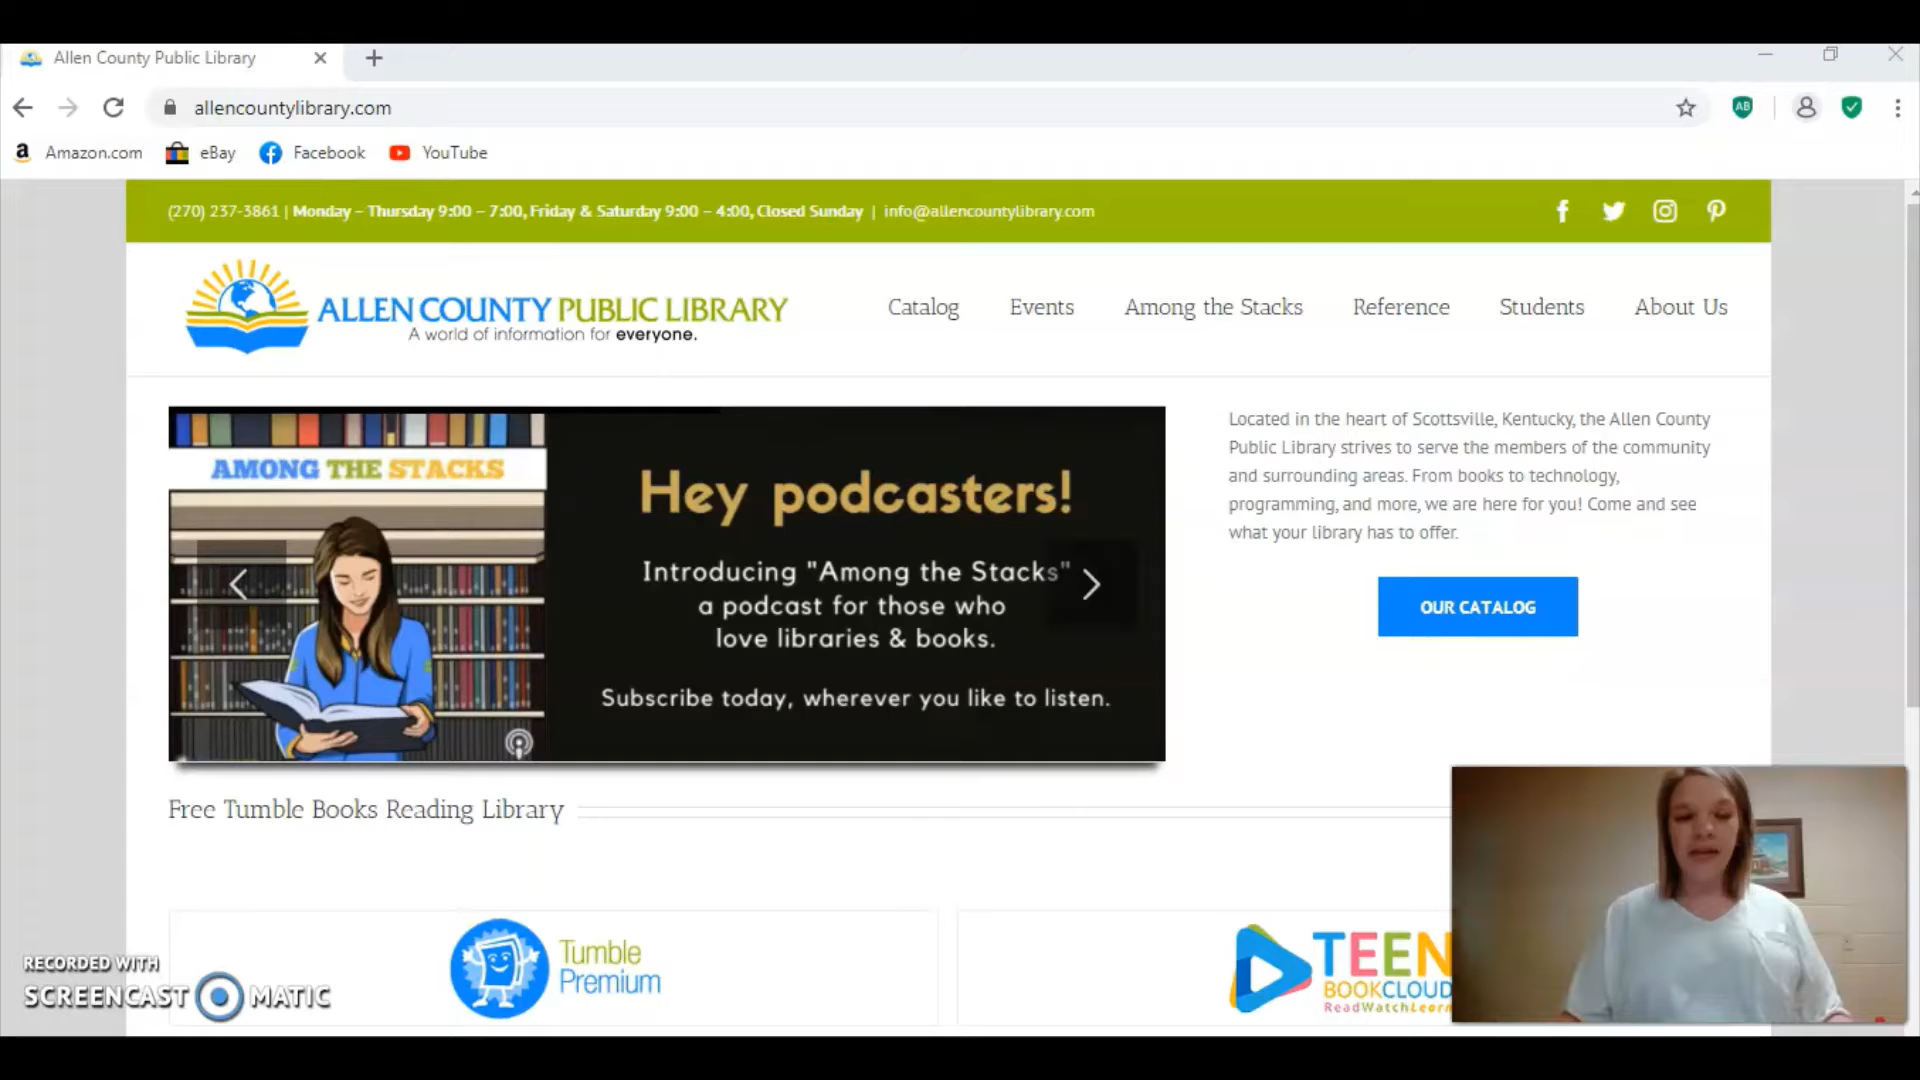 Allen County Public Library
allencountylibrary.com
AB
a Amazon.com eBay Facebook YouTube
(270) 237-3861 | Monday – Thursday 9:00 – 7:00, Friday & Saturday 9:00 – 4:00, Closed Sunday | info@allencountylibrary.com
ALLEN COUNTY PUBLIC LIBRARY
A world of information for everyone.
Catalog Events Among the Stacks Reference Students About Us
AMONG THE STACKS
Hey podcasters!
Introducing "Among the Stacks"
a podcast for those who
love libraries & books.
Subscribe today, wherever you like to listen.
Located in the heart of Scottsville, Kentucky, the Allen County
Public Library strives to serve the members of the community
and surrounding areas. From books to technology,
programming, and more, we are here for you! Come and see
what your library has to offer.
OUR CATALOG
Free Tumble Books Reading Library
Tumble
Premium
TEEN
BOOKCLOUD
ReadWatchLearn
RECORDED WITH
SCREENCAST MATIC